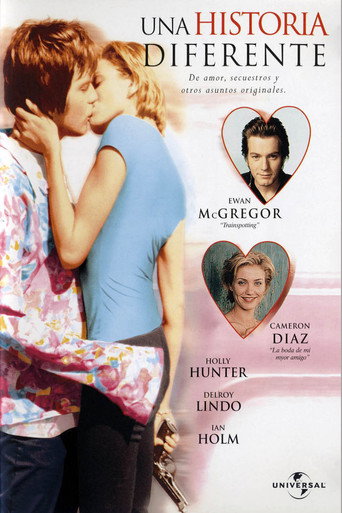 UNA HISTORIA
DIFERENTE
De amor, secuestros y
otros asuntos originales.
EWAN
McGREGOR
"Trainspotting"
CAMERON
DIAZ
"La boda de mi
mejor amigo"
HOLLY
HUNTER
DELROY
LINDO
IAN
HOLM
UNIVERSAL